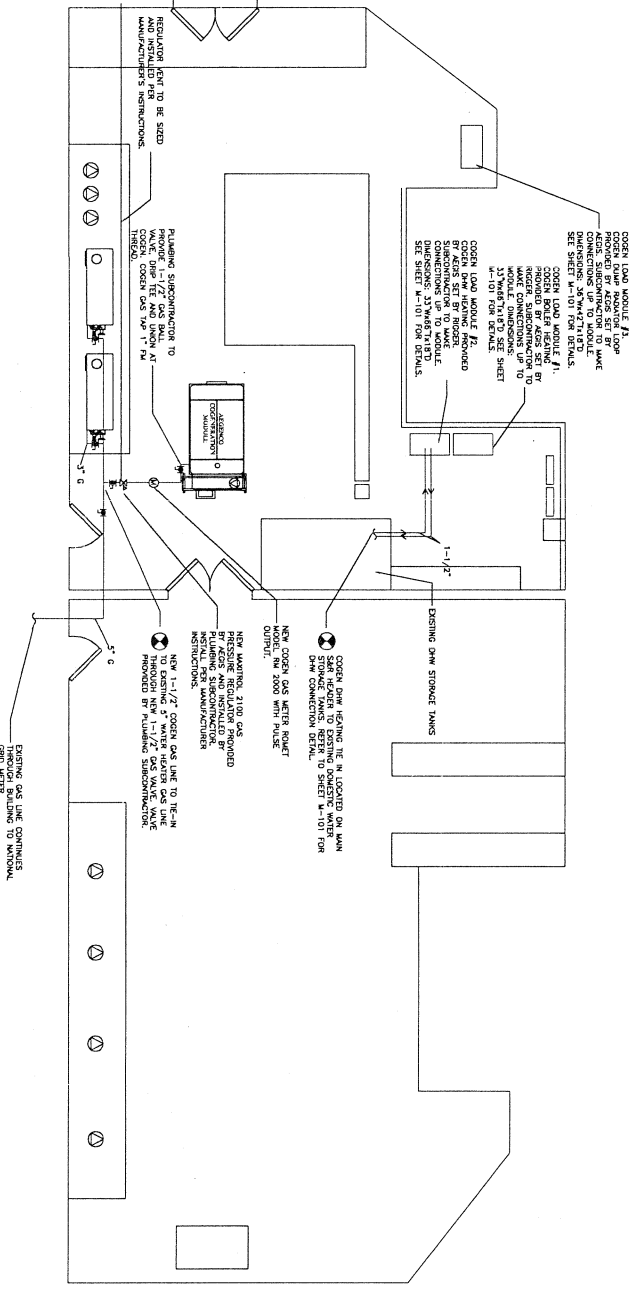 COGEN LOAD MODULE #3.
COGEN DUMP RADIATOR LOOP
PROVIDED BY AEGIS SET BY
AEGIS, SUBCONTRACTOR TO MAKE
CONNECTIONS UP TO MODULE.
DIMENSIONS: 36"Wx42"Tx18"D
SEE SHEET M-101 FOR DETAILS.
COGEN LOAD MODULE #1.
COGEN BOILER HEATING
PROVIDED BY AEGIS SET BY
RIGGER, SUBCONTRACTOR TO
MAKE CONNECTIONS UP TO
MODULE. DIMENSIONS:
33"Wx66"Tx18"D SEE SHEET
M-101 FOR DETAILS.
COGEN LOAD MODULE #2.
COGEN DHW HEATING PROVIDED
BY AEGIS SET BY RIGGER.
SUBCONTRACTOR TO MAKE
CONNECTIONS UP TO MODULE.
DIMENSIONS: 33"Wx66"Tx18"D
SEE SHEET M-101 FOR DETAILS.
1-1/2"
EXISTING DHW STORAGE TANKS
COGEN DHW HEATING TIE IN LOCATED ON MAIN
S&R HEADER TO EXISTING DOMESTIC WATER
STORAGE TANKS. REFER TO SHEET M-101 FOR
DHW CONNECTION DETAIL.
REGULATOR VENT TO BE SIZED
AND INSTALLED PER
MANUFACTURER'S INSTRUCTIONS.
PLUMBING SUBCONTRACTOR TO
PROVIDE 1-1/2" GAS BALL
VALVE, DRIP TEE AND UNION AT
COGEN. COGEN GAS TAP 1" FM
THREAD.
AEGENCO
COGENERATION
MODULE
NEW COGEN GAS METER ROMET
MODEL RM 2000 WITH PULSE
OUTPUT.
NEW MAXITROL 210D GAS
PRESSURE REGULATOR PROVIDED
BY AEGIS AND INSTALLED BY
PLUMBING SUBCONTRACTOR.
INSTALL PER MANUFACTURER
INSTRUCTIONS.
3" G
M
NEW 1-1/2" COGEN GAS LINE TO TIE-IN
TO EXISTING 5" WATER HEATER GAS LINE
THROUGH NEW 1-1/2" GAS VALVE. VALVE
PROVIDED BY PLUMBING SUBCONTRACTOR.
5" G
EXISTING GAS LINE CONTINUES
THROUGH BUILDING TO NATIONAL
GRID METER